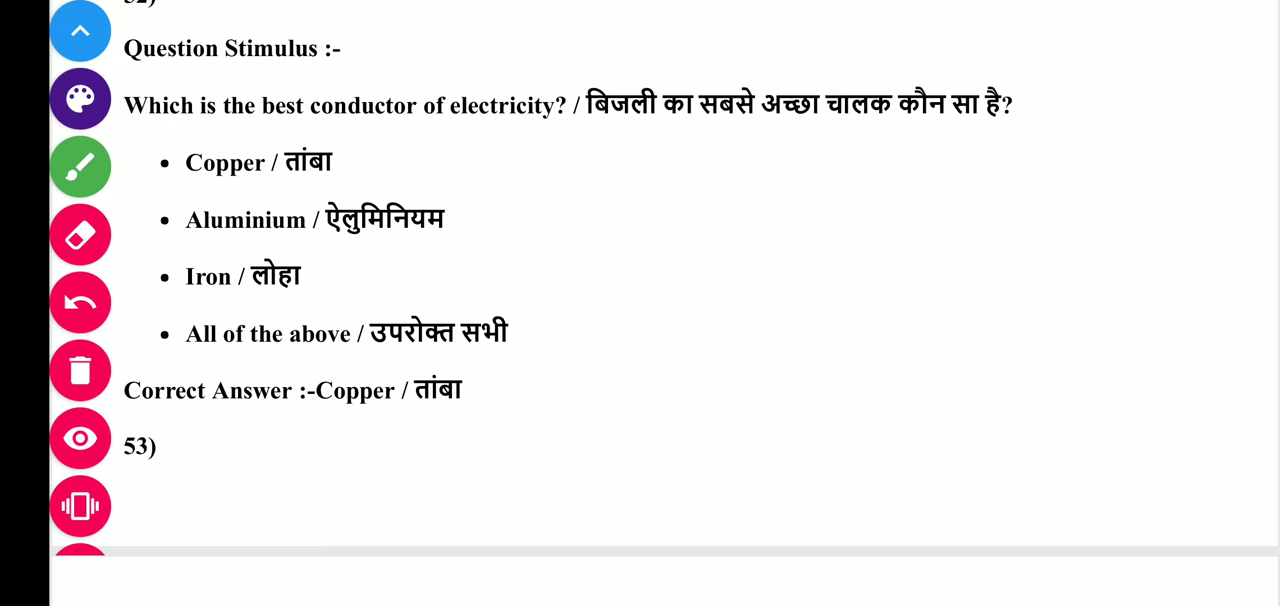 52)
Question Stimulus :-
Which is the best conductor of electricity? / बिजली का सबसे अच्छा चालक कौन सा है?
• Copper / तांबा
• Aluminium / ऐलुमिनियम
• Iron / लोहा
• All of the above / उपरोक्त सभी
Correct Answer :-Copper / तांबा
53)